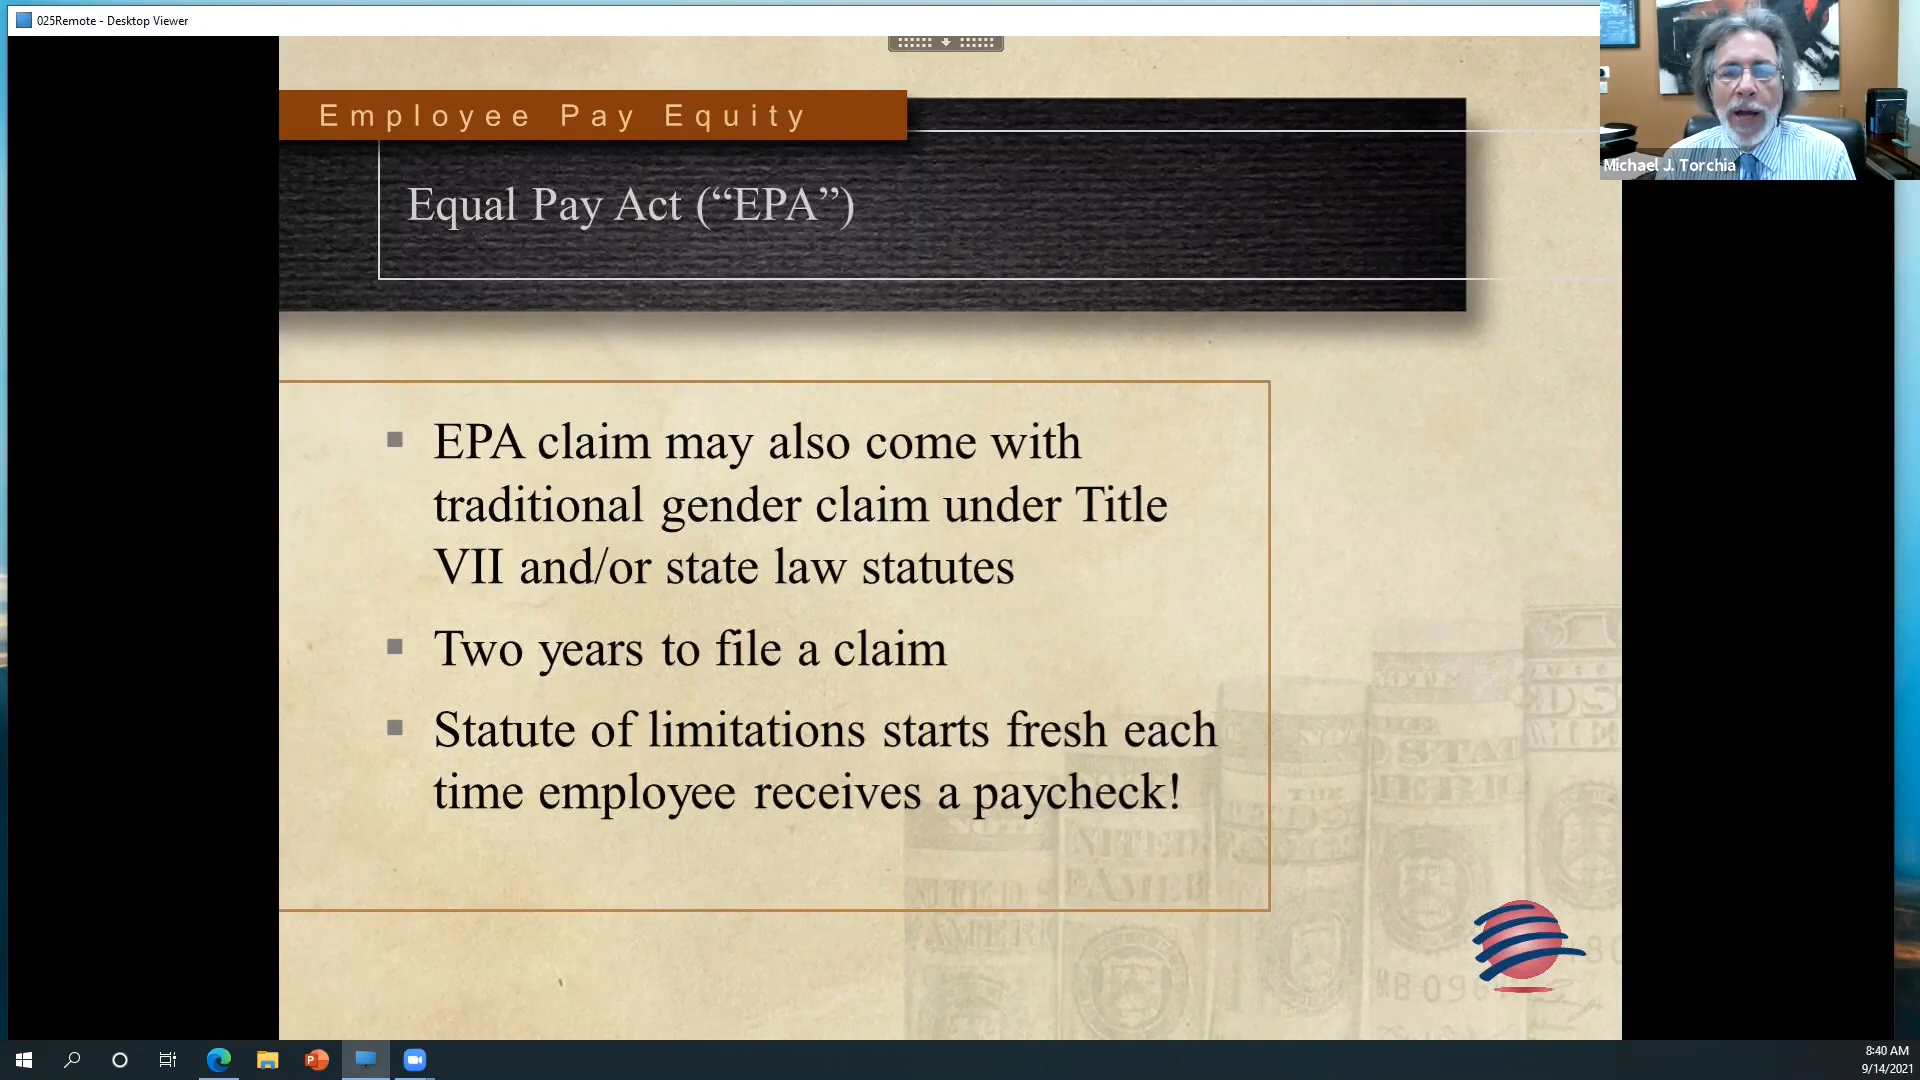 025Remote - Desktop Viewer
Michael J. Torchia
Employee Pay Equity
Equal Pay Act (“EPA”)
EPA claim may also come with
traditional gender claim under Title
VII and/or state law statutes
Two years to file a claim
Statute of limitations starts fresh each
time employee receives a paycheck!
8:40 AM
9/14/2021